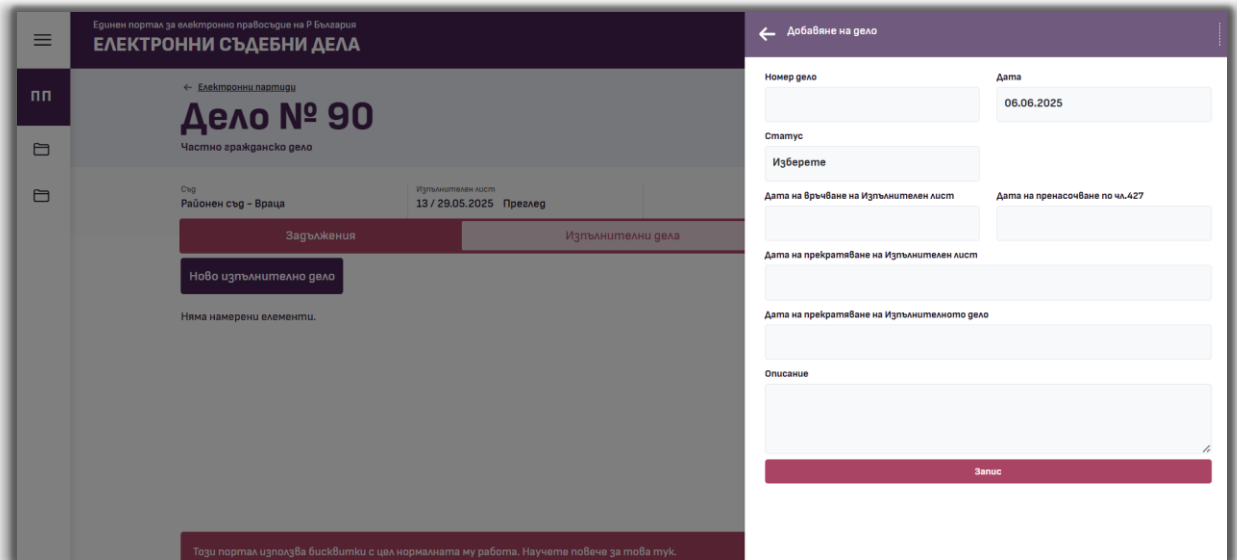 Единен портал за електронно правосъдие на Р България
ЕЛЕКТРОННИ СЪДЕБНИ ДЕЛА
ПП
← Електронни партиди
Дело № 90
Частно гражданско дело
Съд
Районен съд - Враца
Изпълнителен лист
13 / 29.05.2025 Преглед
Задължения
Изпълнителни дела
Ново изпълнително дело
Няма намерени елементи.
Този портал използва бисквитки с цел нормалната му работа. Научете повече за това тук.
← Добавяне на дело
Номер дело
Дата
06.06.2025
Статус
Изберете
Дата на връчване на Изпълнителен лист
Дата на пренасочване по чл.427
Дата на прекратяване на Изпълнителен лист
Дата на прекратяване на Изпълнителното дело
Описание
Запис